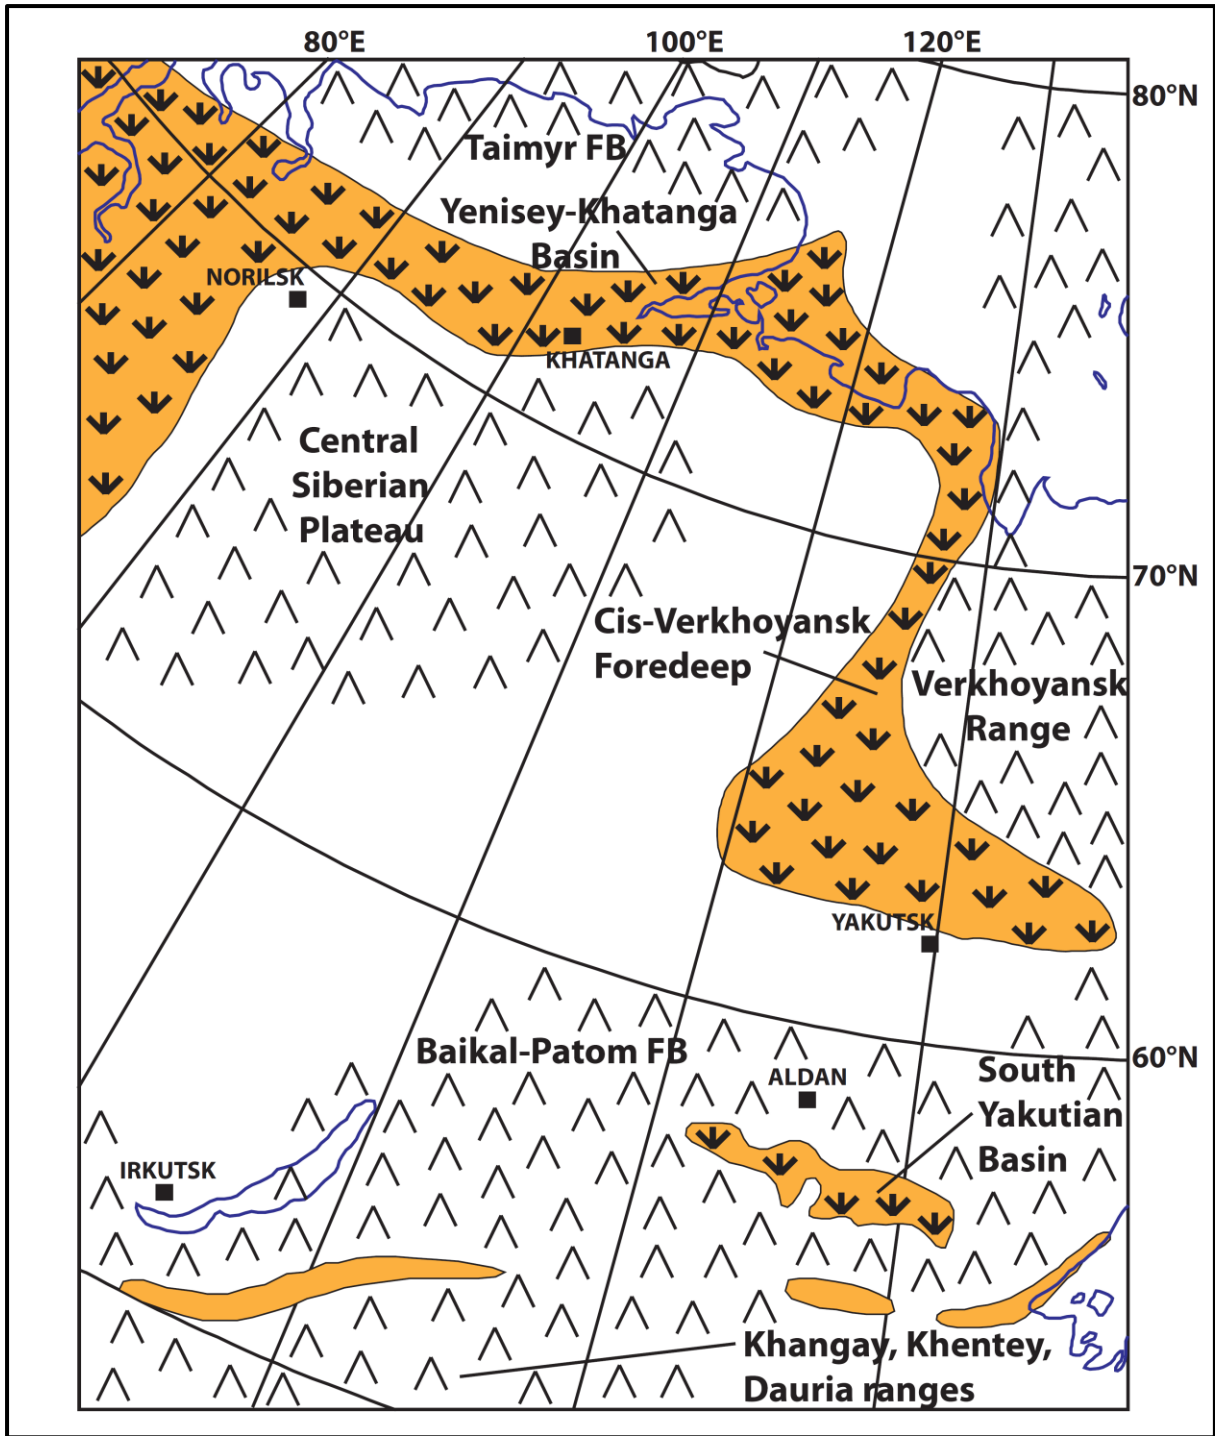 80°E
100°E
120°E
80°N
Taimyr FB
Yenisey-Khatanga
Basin
NORILSK
KHATANGA
Central
Siberian
Plateau
70°N
Cis-Verkhoyansk
Foredeep
Verkhoyansk
Range
YAKUTSK
Baikal-Patom FB
60°N
ALDAN
South
Yakutian
Basin
IRKUTSK
Khangay, Khentey,
Dauria ranges